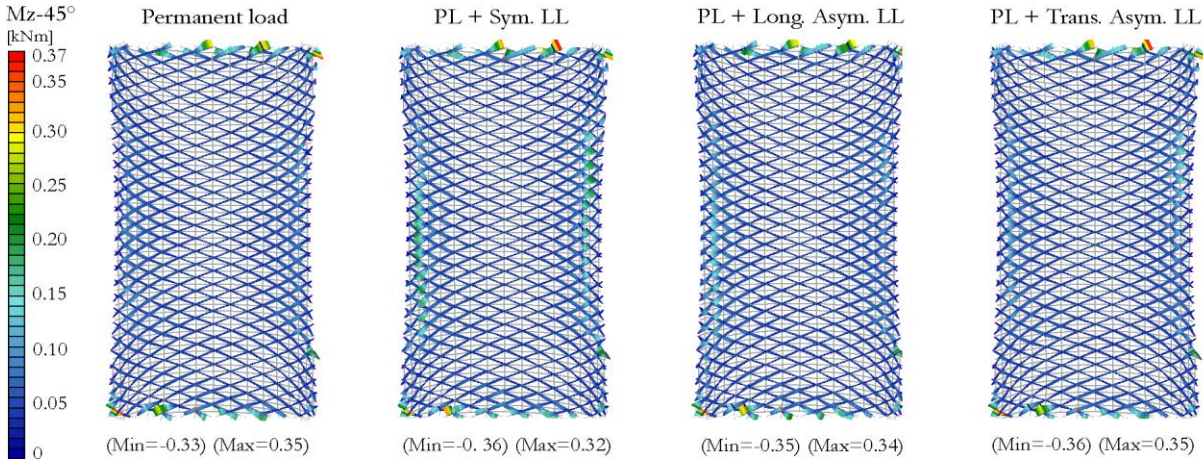 Mz-45°
[kNm]
0.37
0.35
0.30
0.25
0.20
0.15
0.10
0.05
0
Permanent load
(Min=-0.33) (Max=0.35)
PL + Sym. LL
(Min=-0. 36) (Max=0.32)
PL + Long. Asym. LL
(Min=-0.35) (Max=0.34)
PL + Trans. Asym. LL
(Min=-0.36) (Max=0.35)